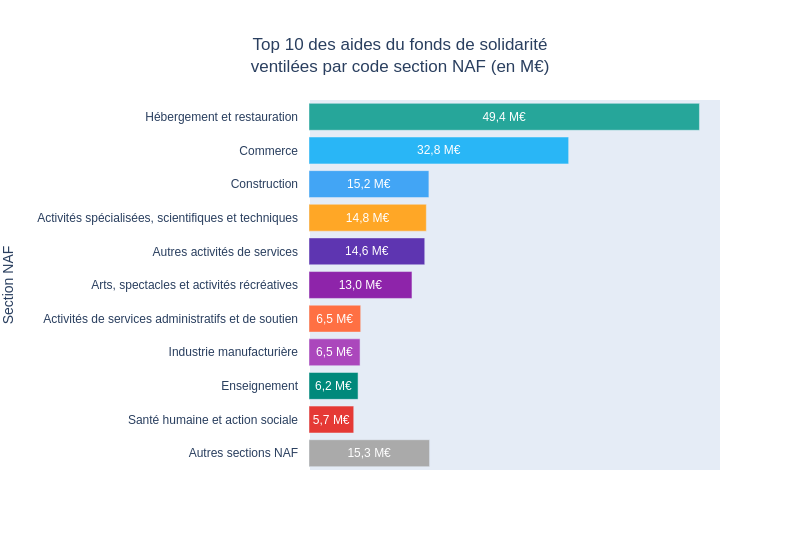 Top 10 des aides du fonds de solidarité
ventilées par code section NAF (en M€)
Section NAF
Hébergement et restauration 49,4 M€
Commerce 32,8 M€
Construction 15,2 M€
Activités spécialisées, scientifiques et techniques 14,8 M€
Autres activités de services 14,6 M€
Arts, spectacles et activités récréatives 13,0 M€
Activités de services administratifs et de soutien 6,5 M€
Industrie manufacturière 6,5 M€
Enseignement 6,2 M€
Santé humaine et action sociale 5,7 M€
Autres sections NAF 15,3 M€